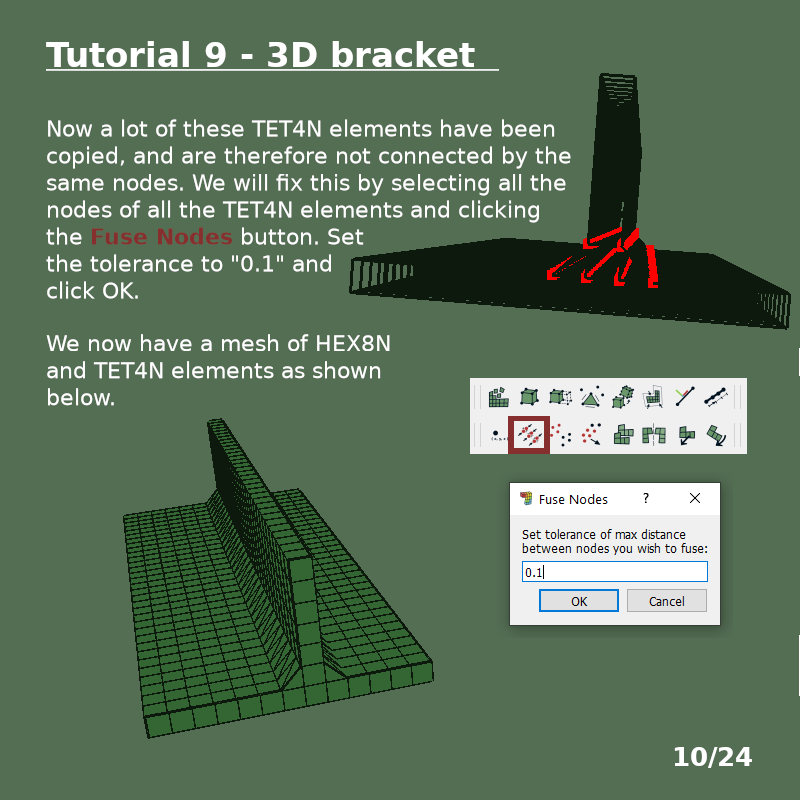 Tutorial 9 - 3D bracket
Now a lot of these TET4N elements have been
copied, and are therefore not connected by the
same nodes. We will fix this by selecting all the
nodes of all the TET4N elements and clicking
the Fuse Nodes button. Set
the tolerance to "0.1" and
click OK.
We now have a mesh of HEX8N
and TET4N elements as shown
below.
Fuse Nodes ?
Set tolerance of max distance
between nodes you wish to fuse:
0.1
OK Cancel
10/24